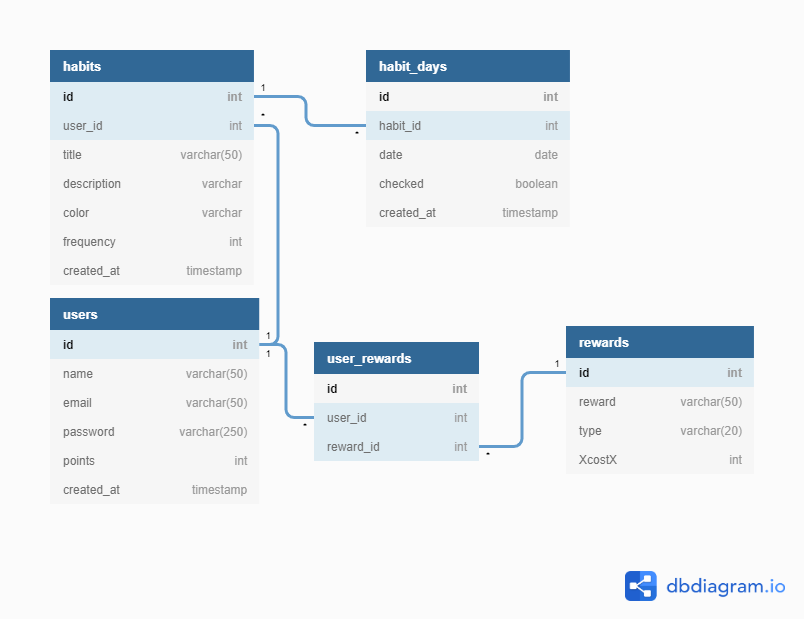 habits
id int
user_id int
title varchar(50)
description varchar
color varchar
frequency int
created_at timestamp
habit_days
id int
habit_id int
date date
checked boolean
created_at timestamp
1
*
*
users
id int
name varchar(50)
email varchar(50)
password varchar(250)
points int
created_at timestamp
1
1
*
user_rewards
id int
user_id int
reward_id int
*
1
rewards
id int
reward varchar(50)
type varchar(20)
XcostX int
dbdiagram.io